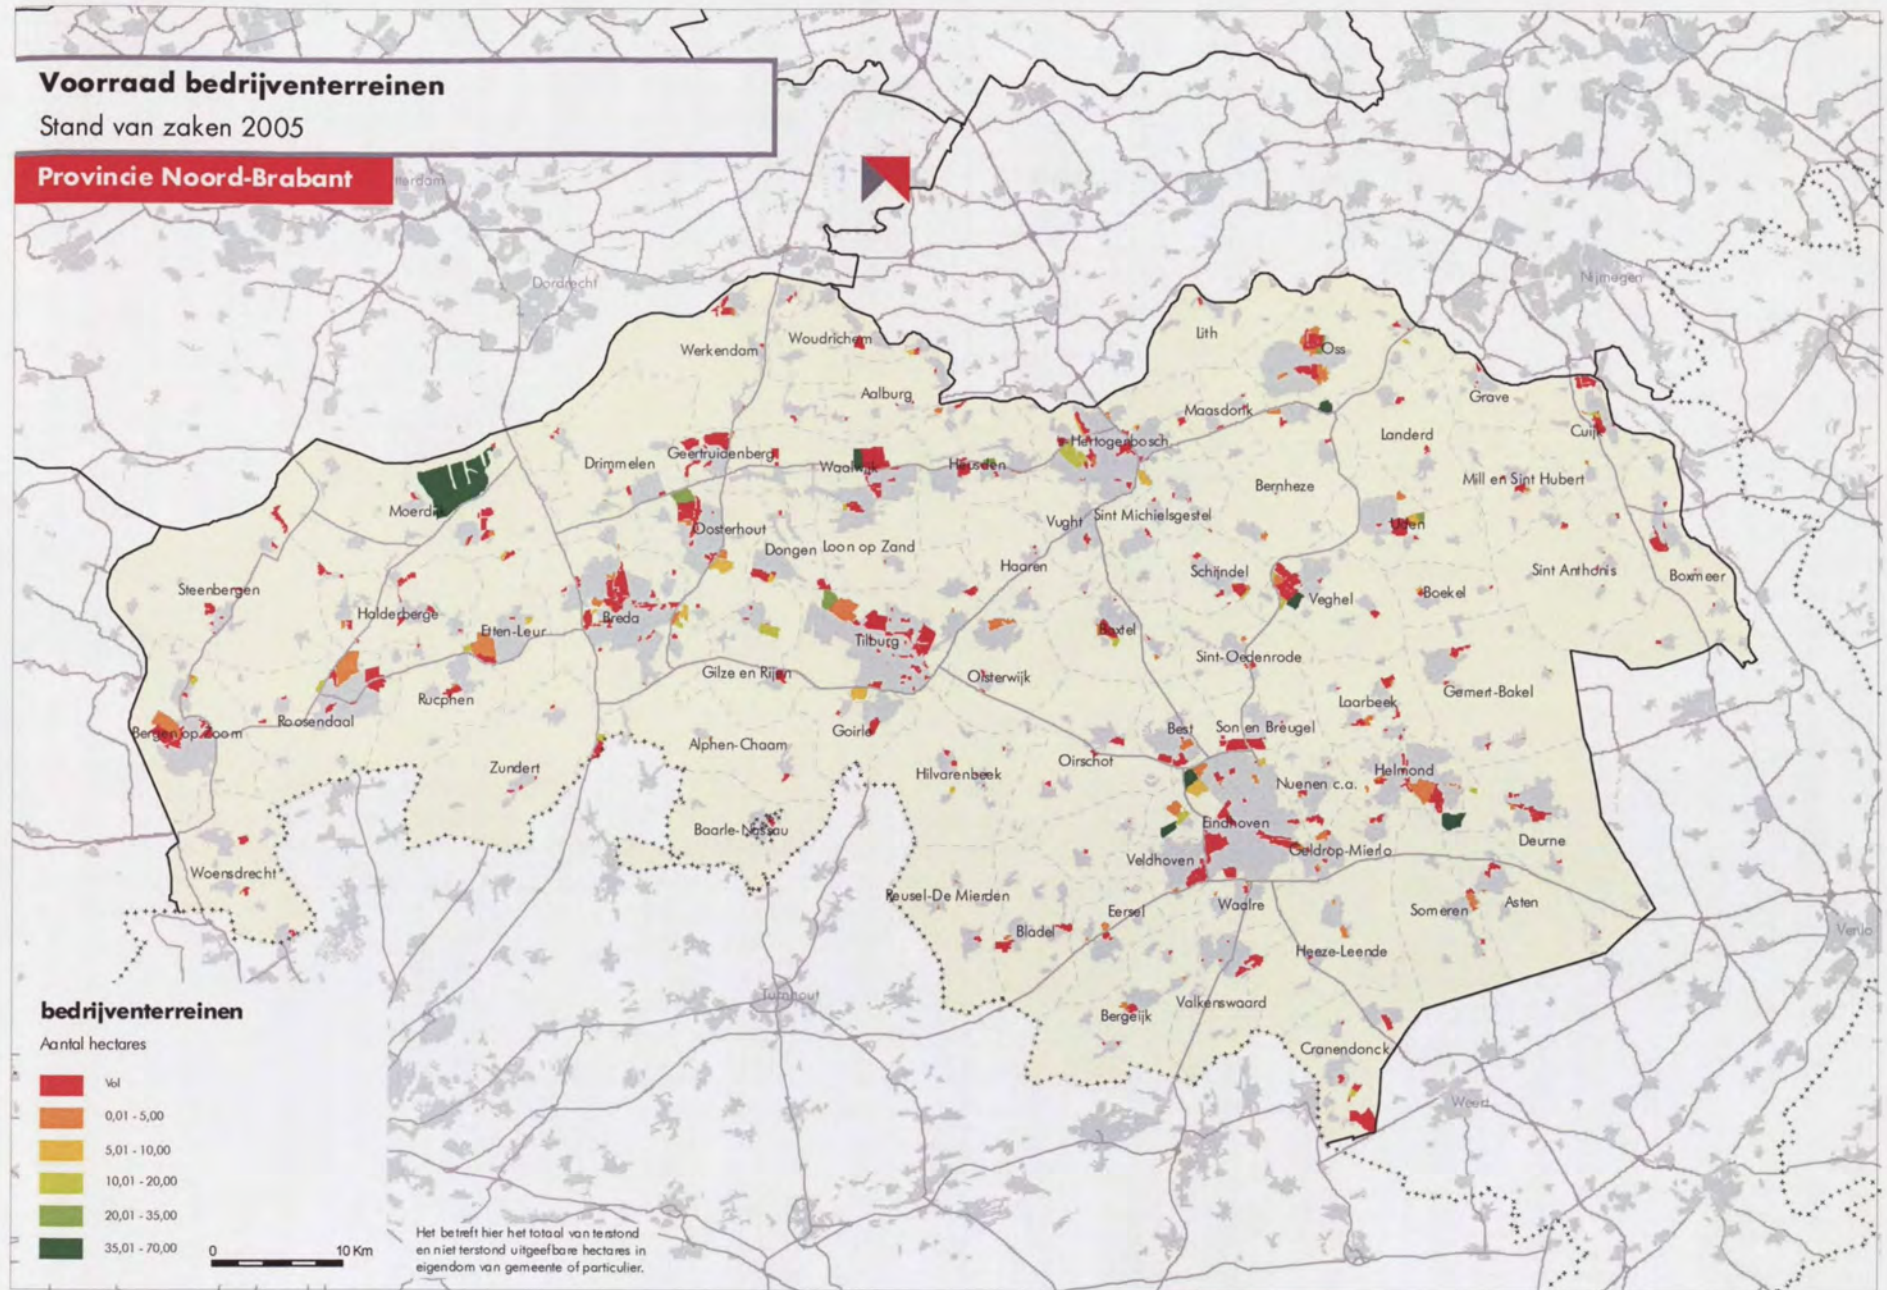 Voorraad bedrijventerreinen
Stand van zaken 2005
Provincie Noord-Brabant
tterdam
Dordrecht
Nijmegen
Lith
Werkendam
Woudrichem
Oss
Aalburg
Grave
Maasdonk
Cuijk
Landerd
Hertogenbosch
Geertruidenberg
Drimmelen
Waalwijk
Heusden
Mill en Sint Hubert
Bernheze
Moerdijk
Sint Michielsgestel
Vught
Uden
Oosterhout
Dongen
Loon op Zand
Haaren
Schijndel
Sint Anthonis
Boxmeer
Steenbergen
Boekel
Veghel
Halderberge
Breda
Etten-Leur
Boxtel
Tilburg
Sint-Oedenrode
Gilze en Rijen
Oisterwijk
Gemert-Bakel
Rucphen
Laarbeek
Roosendaal
Bergen op Zoom
Goirle
Best
Son en Breugel
Alphen-Chaam
Oirschot
Zundert
Hilvarenbeek
Helmond
Nuenen c.a.
Baarle-Nassau
Eindhoven
Deurne
Geldrop-Mierlo
Veldhoven
Woensdrecht
Reusel-De Mierden
Eersel
Waalre
Someren
Asten
Bladel
Venlo
Heeze-Leende
Turnhout
Valkenswaard
Bergeijk
Cranendonck
Weert
bedrijventerreinen
Aantal hectares
Vol
0,01 - 5,00
5,01 - 10,00
10,01 - 20,00
20,01 - 35,00
35,01 - 70,00
0 10 Km
Het betreft hier het totaal van terstond
en niet terstond uitgeefbare hectares in
eigendom van gemeente of particulier.